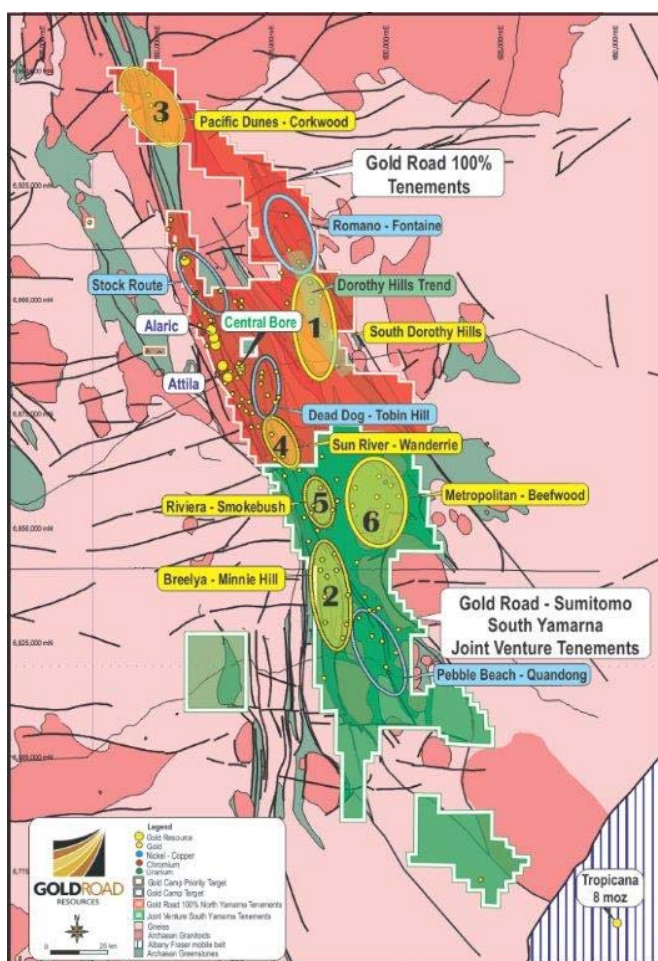 3
Pacific Dunes - Corkwood
Gold Road 100%
Tenements
Romano - Fontaine
Stock Route
Dorothy Hills Trend
Alaric
Central Bore
1
South Dorothy Hills
Attila
Dead Dog - Tobin Hill
4
Sun River - Wanderrie
Riviera - Smokebush
5
6
Metropolitan - Beefwood
Breelya - Minnie Hill
2
Gold Road - Sumitomo
South Yamarna
Joint Venture Tenements
Pebble Beach - Quandong
Tropicana
8 moz
GOLDROAD
RESOURCES
N
0 25 km
Legend
Gold Resource
Gold
Nickel - Copper
Chromium
Uranium
Gold Camp Priority Target
Gold Camp Target
Gold Road 100% North Yamarna Tenements
Joint Venture South Yamarna Tenements
Gneiss
Archaean Granitoids
Albany Fraser mobile belt
Archaean Greenstones